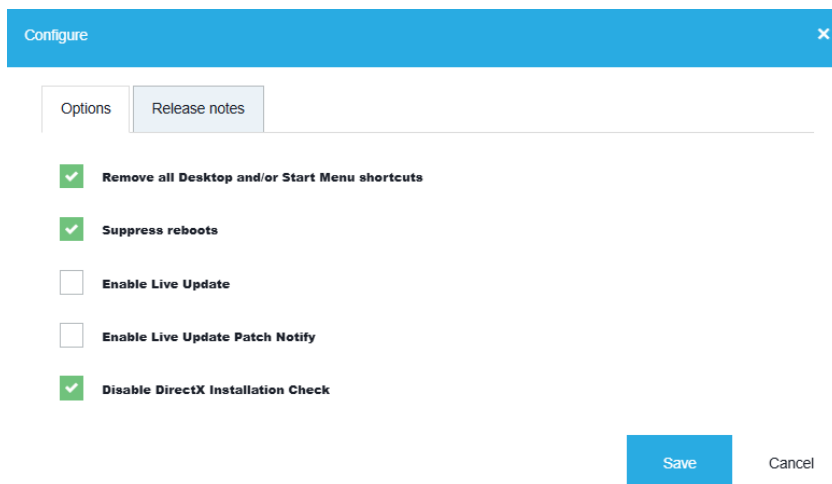 Configure
Options
Release notes
Remove all Desktop and/or Start Menu shortcuts
Suppress reboots
Enable Live Update
Enable Live Update Patch Notify
Disable DirectX Installation Check
Save
Cancel